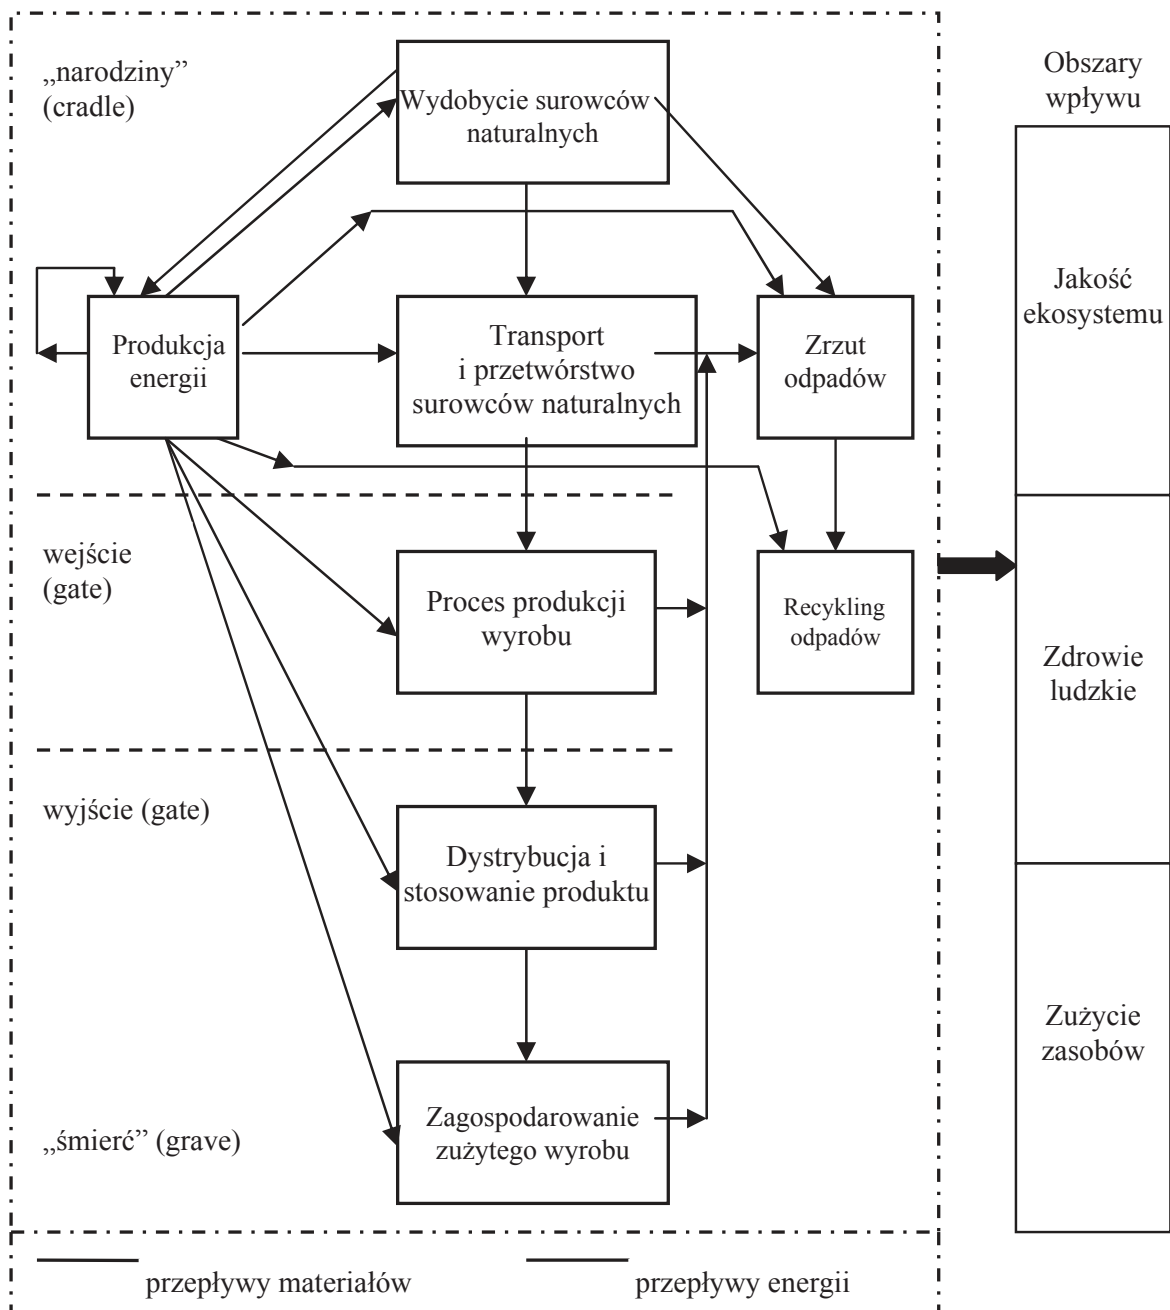 „narodziny”
(cradle)
Wydobycie surowców
naturalnych
Obszary
wpływu
Produkcja
energii
Transport
i przetwórstwo
surowców naturalnych
Zrzut
odpadów
Jakość
ekosystemu
wejście
(gate)
Proces produkcji
wyrobu
Recykling
odpadów
Zdrowie
ludzkie
wyjście (gate)
Dystrybucja i
stosowanie produktu
Zużycie
zasobów
„śmierć” (grave)
Zagospodarowanie
zużytego wyrobu
przepływy materiałów
przepływy energii